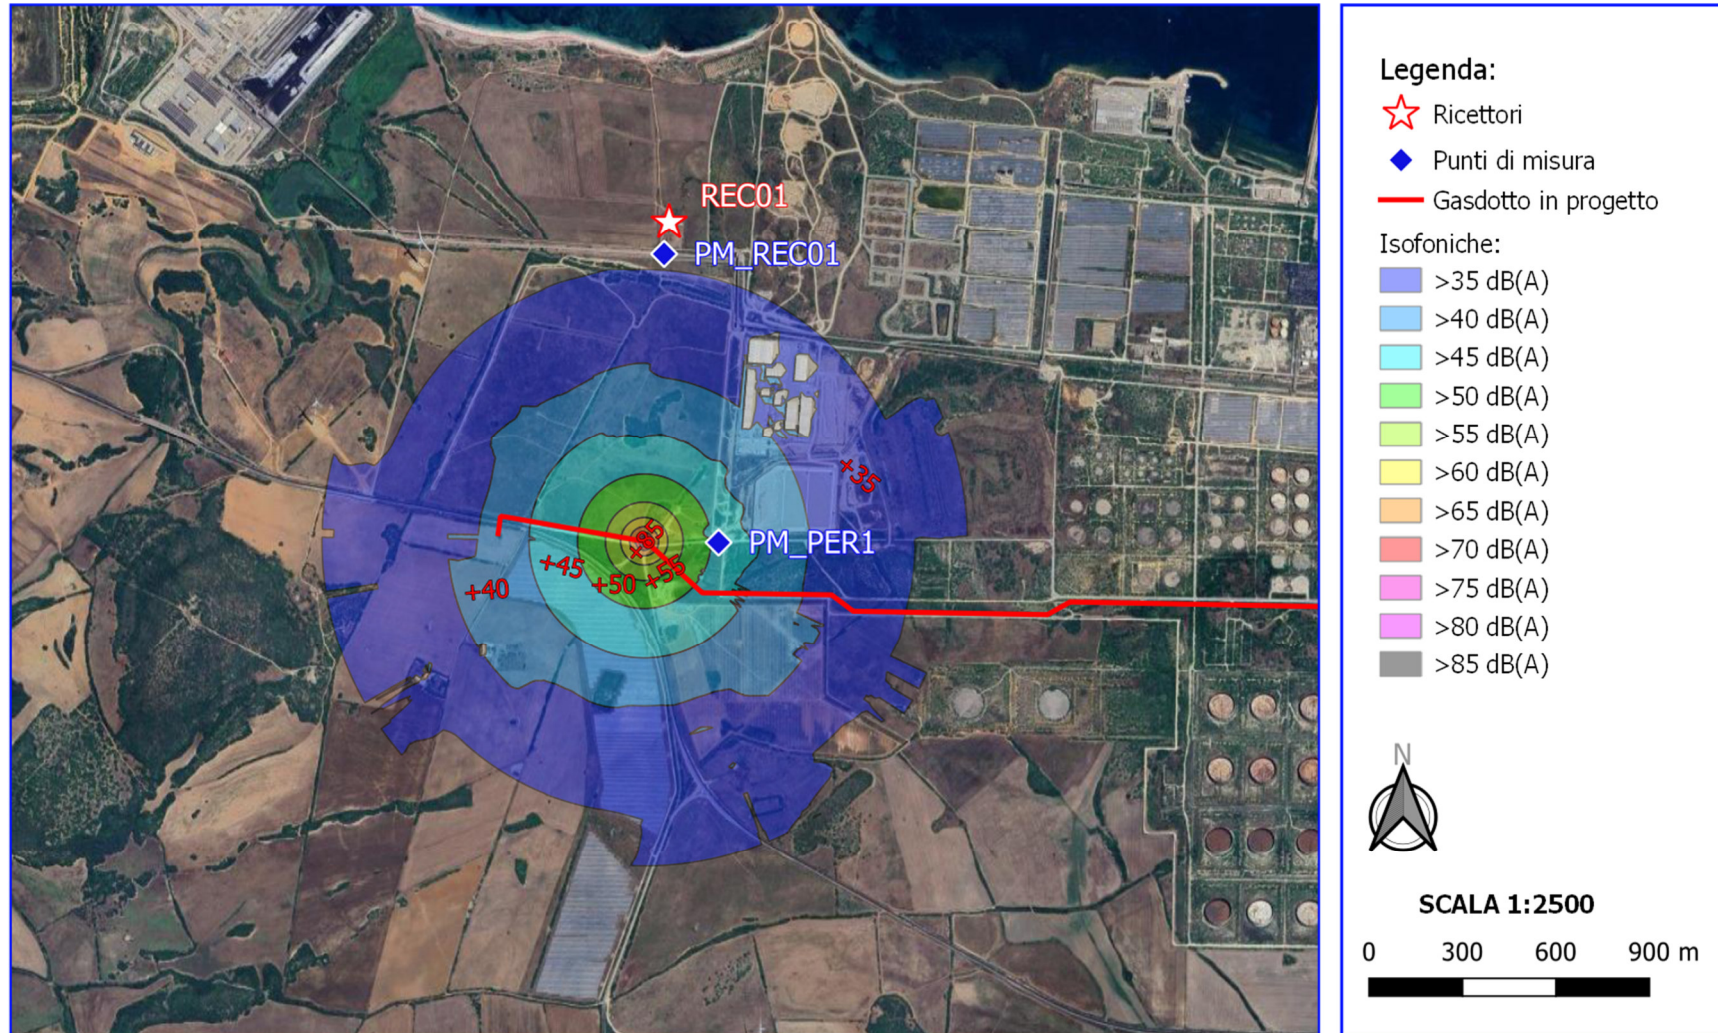 REC01
PM_REC01
+35
PM_PER1
+85
+45
+50
+55
+40
Legenda:
Ricettori
Punti di misura
Gasdotto in progetto
Isofoniche:
>35 dB(A)
>40 dB(A)
>45 dB(A)
>50 dB(A)
>55 dB(A)
>60 dB(A)
>65 dB(A)
>70 dB(A)
>75 dB(A)
>80 dB(A)
>85 dB(A)
N
SCALA 1:2500
0 300 600 900 m